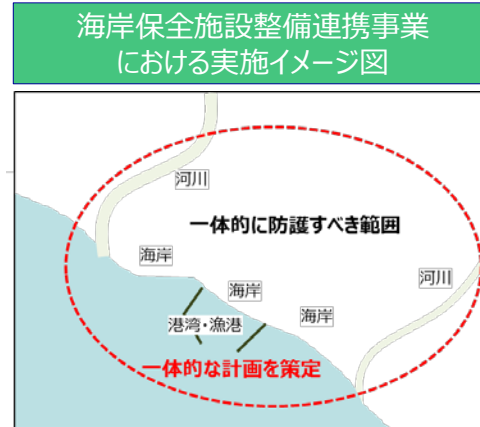 海岸保全施設整備連携事業
における実施イメージ図
河川
一体的に防護すべき範囲
海岸
河川
海岸
海岸
港湾・漁港
一体的な計画を策定